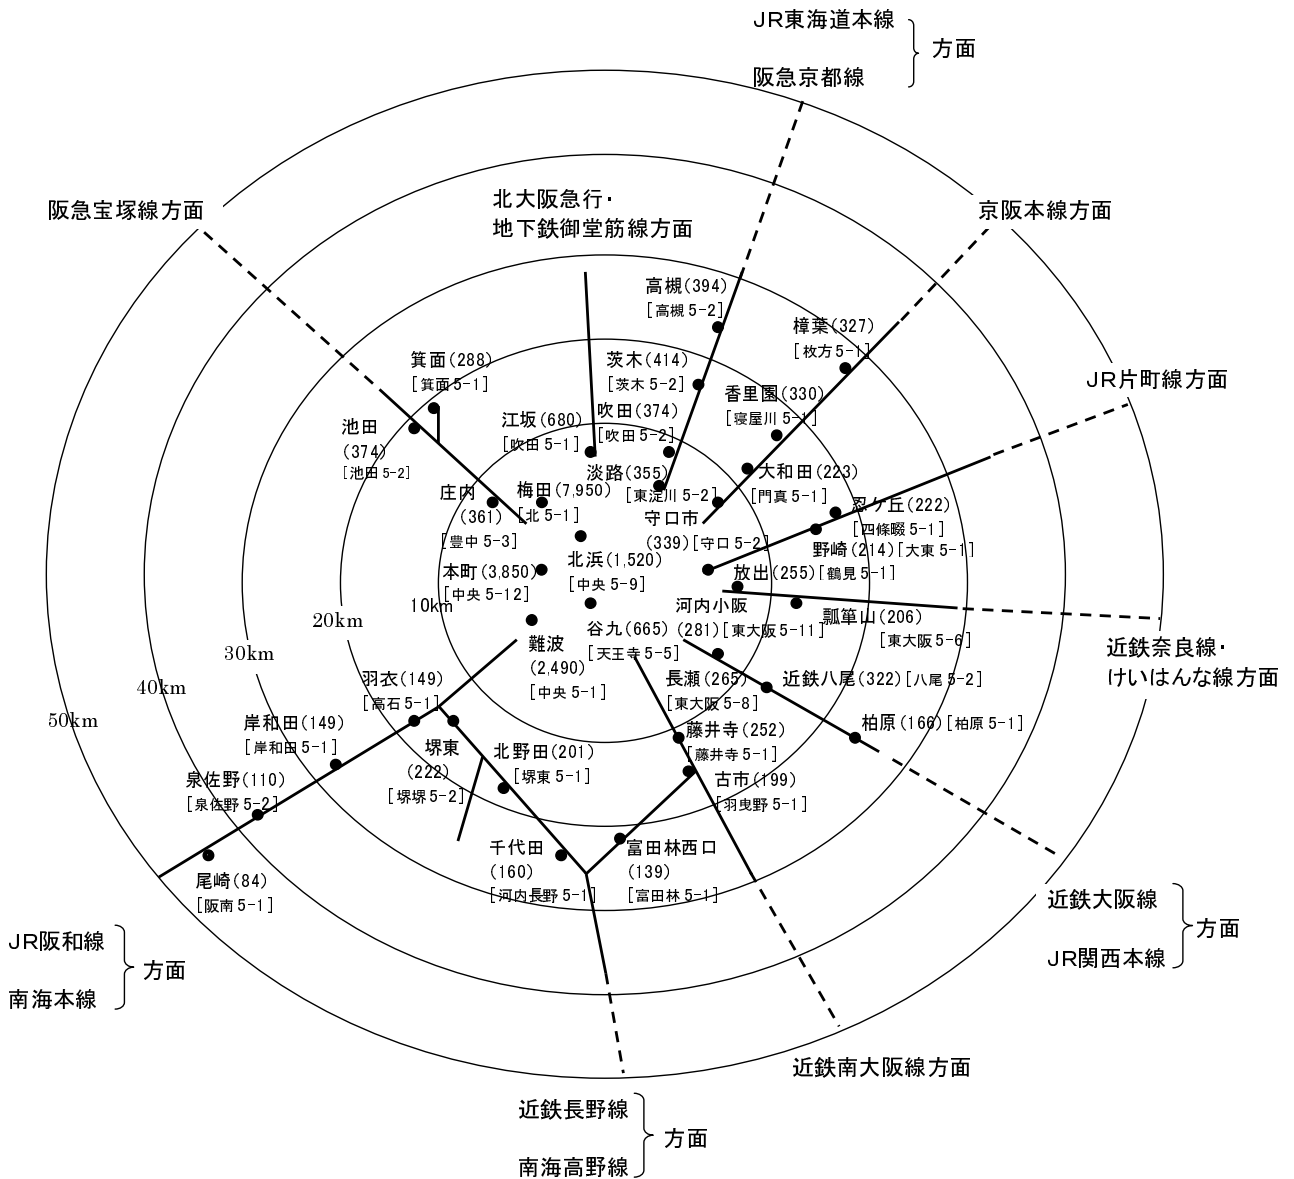 JR東海道本線
方面
阪急京都線
阪急宝塚線方面
北大阪急行・
地下鉄御堂筋線方面
京阪本線方面
高槻(394)
[高槻 5-2]
樟葉(327)
[枚方 5-1]
箕面(288)
[箕面 5-1]
茨木(414)
[茨木 5-2]
JR片町線方面
香里園(330)
[寝屋川 5-1]
池田
(374)
[池田 5-2]
江坂(680)
[吹田 5-1]
吹田(374)
[吹田 5-2]
淡路(355)
[東淀川 5-2]
大和田(223)
[門真 5-1]
庄内
(361)
[豊中 5-3]
梅田(7,950)
[北 5-1]
守口市
(339)[守口 5-2]
忍ケ丘(222)
[四條畷 5-1]
野崎(214)[大東 5-1]
北浜(1,520)
[中央 5-9]
本町(3,850)
[中央 5-12]
放出(255)[鶴見 5-1]
10km
20km
30km
40km
50km
河内小阪
(281)[東大阪 5-11]
瓢箪山(206)
[東大阪 5-6]
谷九(665)
[天王寺 5-5]
難波
(2,490)
[中央 5-1]
近鉄奈良線・
けいはんな線方面
羽衣(149)
[高石 5-1]
長瀬(265)
[東大阪 5-8]
近鉄八尾(322)[八尾 5-2]
岸和田(149)
[岸和田 5-1]
堺東
(222)
[堺堺 5-2]
北野田(201)
[堺東 5-1]
藤井寺(252)
[藤井寺 5-1]
柏原(166)[柏原 5-1]
泉佐野(110)
[泉佐野 5-2]
古市(199)
[羽曳野 5-1]
千代田
(160)
[河内長野 5-1]
富田林西口
(139)
[富田林 5-1]
尾崎(84)
[阪南 5-1]
近鉄大阪線
方面
JR関西本線
JR阪和線
方面
南海本線
近鉄南大阪線方面
近鉄長野線
方面
南海高野線